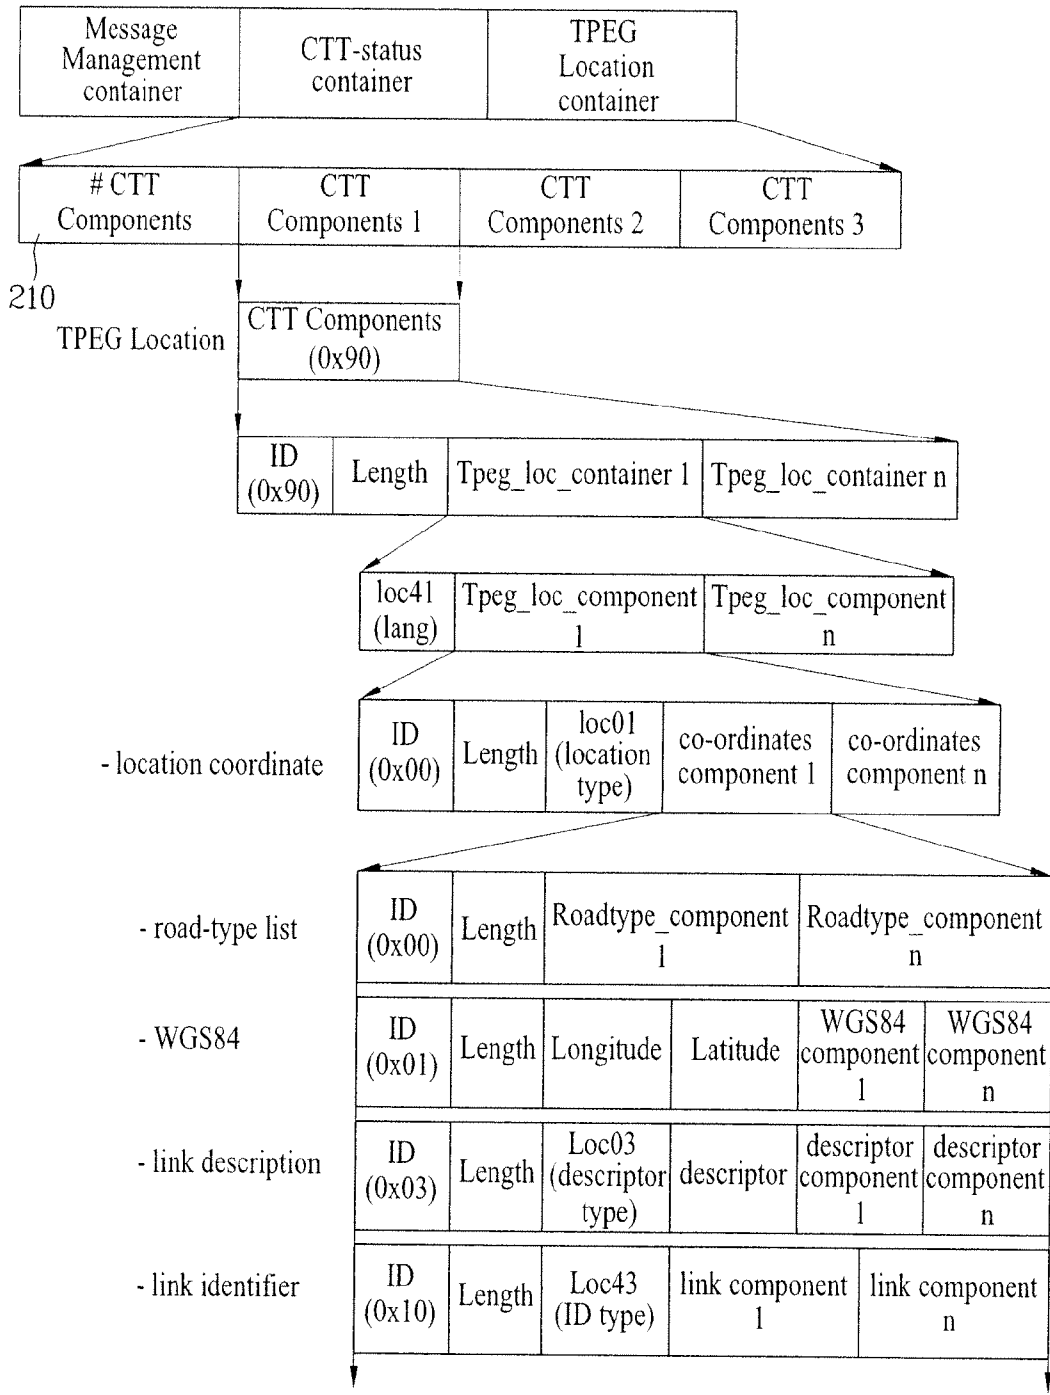 Message
Management
container
CTT-status
container
TPEG
Location
container
# CTT
Components
CTT
Components 1
CTT
Components 2
CTT
Components 3
210
TPEG Location
CTT Components
(0x90)
ID
(0x90)
Length
Tpeg_loc_container 1
Tpeg_loc_container n
loc41
(lang)
Tpeg_loc_component
1
Tpeg_loc_component
n
- location coordinate
ID
(0x00)
Length
loc01
(location
type)
co-ordinates
component 1
co-ordinates
component n
- road-type list
ID
(0x00)
Length
Roadtype_component
1
Roadtype_component
n
- WGS84
ID
(0x01)
Length
Longitude
Latitude
WGS84
component
1
WGS84
component
n
- link description
ID
(0x03)
Length
Loc03
(descriptor
type)
descriptor
descriptor
component
1
descriptor
component
n
- link identifier
ID
(0x10)
Length
Loc43
(ID type)
link component
1
link component
n